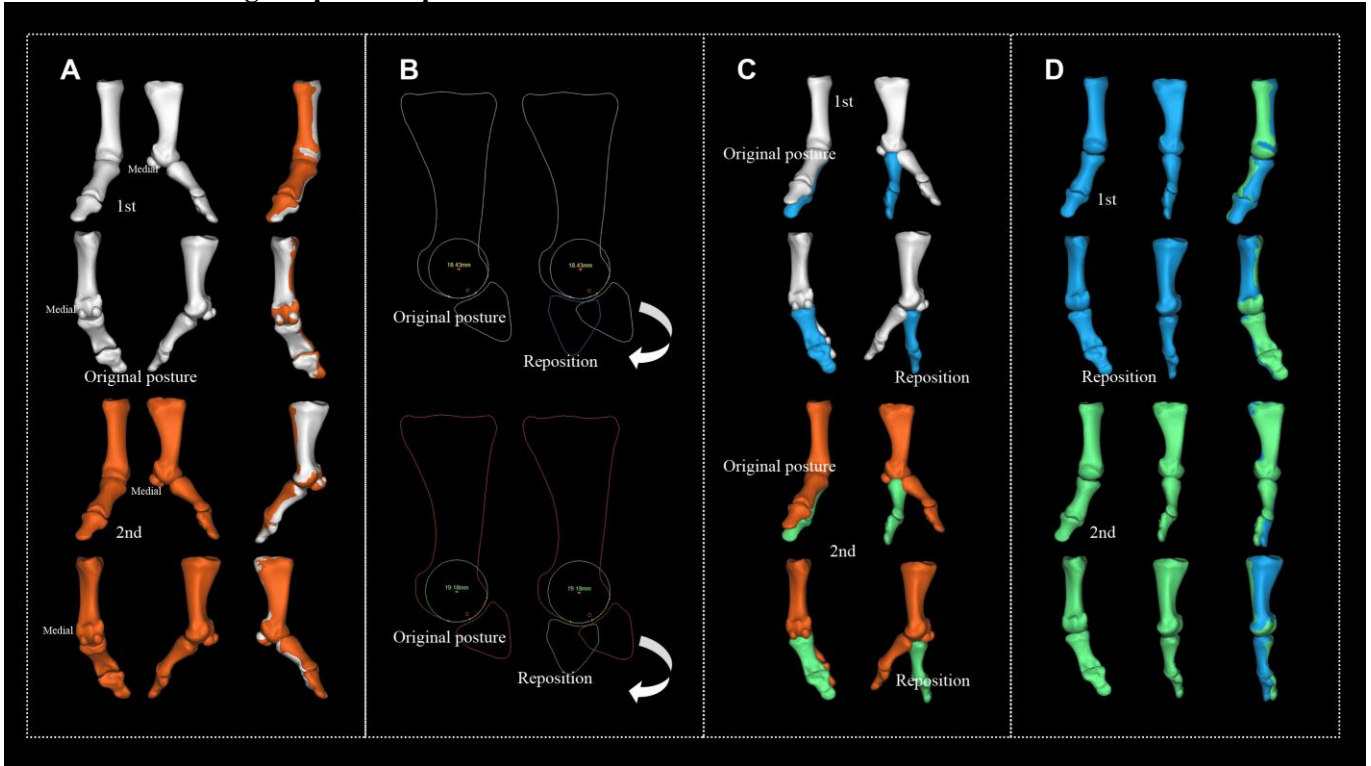 A
Medial
1st
Medial
Original posture
Medial
2nd
Medial
B
18.43mm
18.43mm
Original posture
Reposition
19.18mm
19.18mm
Original posture
Reposition
C
1st
Original posture
Reposition
Original posture
2nd
Reposition
D
1st
Reposition
2nd